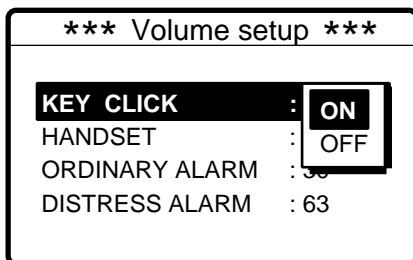 *** Volume setup ***
KEY CLICK : ON
HANDSET : OFF
ORDINARY ALARM :
DISTRESS ALARM : 63